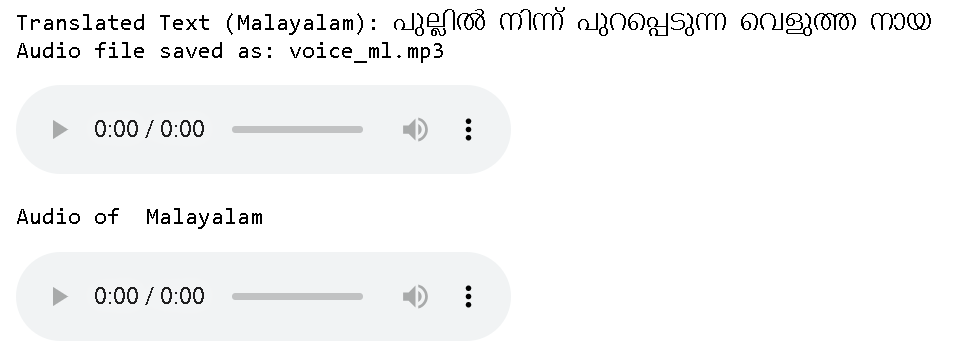 Translated Text (Malayalam): പുല്ലിൽ നിന്ന് പുറപ്പെടുന്ന വെളുത്ത നായ
Audio file saved as: voice_ml.mp3
0:00 / 0:00
Audio of  Malayalam
0:00 / 0:00